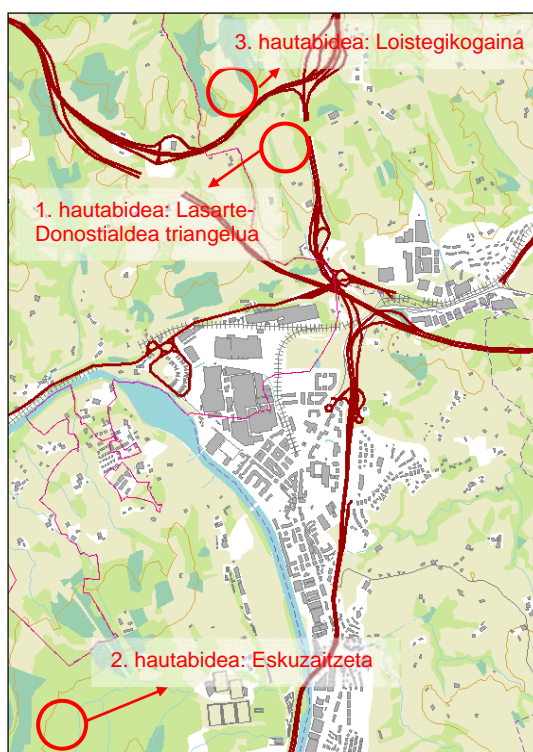 3. hautabidea: Loistegikogaina
1. hautabidea: Lasarte-
Donostialdea triangelua
2. hautabidea: Eskuzaitzeta